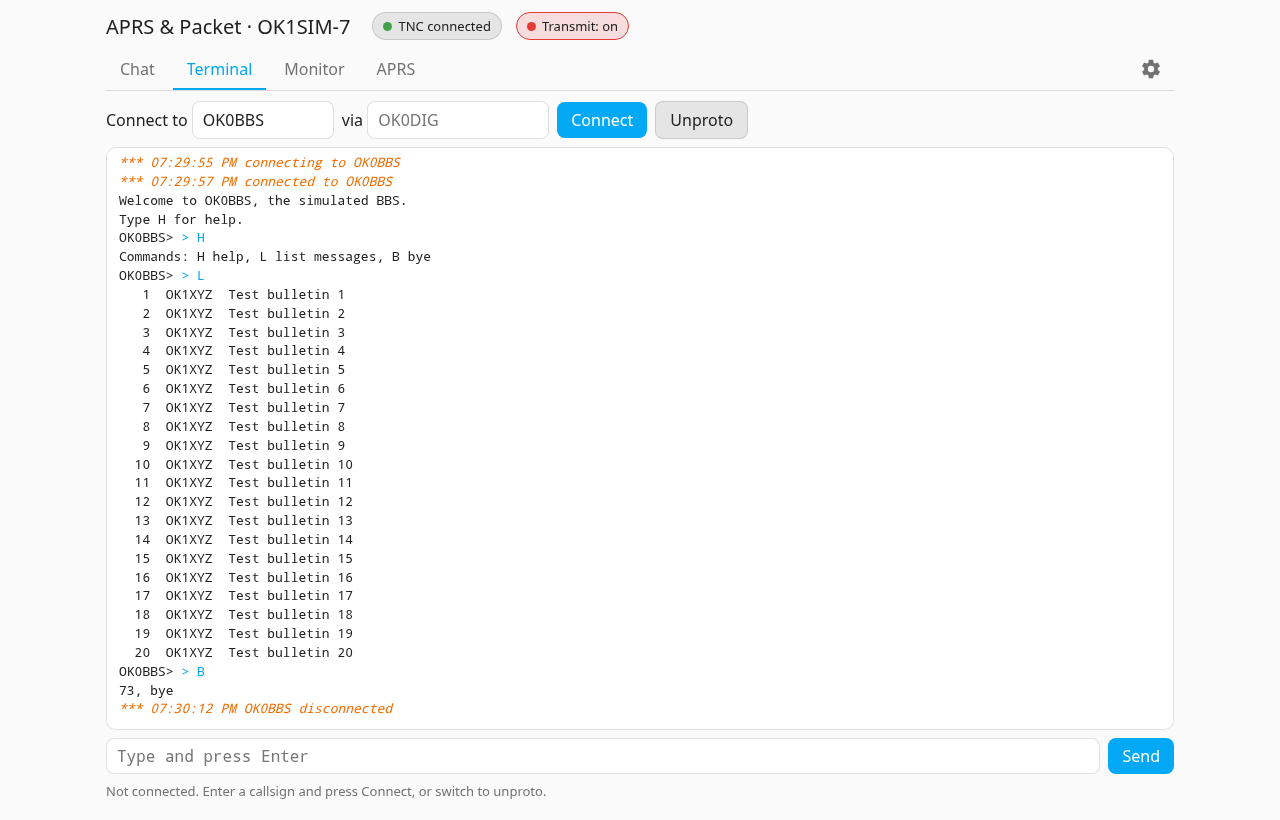 APRS & Packet · OK1SIM-7 TNC connected Transmit: on
Chat Terminal Monitor APRS
Connect to OK0BBS via OK0DIG Connect Unproto
*** 07:29:55 PM connecting to OK0BBS
*** 07:29:57 PM connected to OK0BBS
Welcome to OK0BBS, the simulated BBS.
Type H for help.
OK0BBS> > H
Commands: H help, L list messages, B bye
OK0BBS> > L
1 OK1XYZ Test bulletin 1
2 OK1XYZ Test bulletin 2
3 OK1XYZ Test bulletin 3
4 OK1XYZ Test bulletin 4
5 OK1XYZ Test bulletin 5
6 OK1XYZ Test bulletin 6
7 OK1XYZ Test bulletin 7
8 OK1XYZ Test bulletin 8
9 OK1XYZ Test bulletin 9
10 OK1XYZ Test bulletin 10
11 OK1XYZ Test bulletin 11
12 OK1XYZ Test bulletin 12
13 OK1XYZ Test bulletin 13
14 OK1XYZ Test bulletin 14
15 OK1XYZ Test bulletin 15
16 OK1XYZ Test bulletin 16
17 OK1XYZ Test bulletin 17
18 OK1XYZ Test bulletin 18
19 OK1XYZ Test bulletin 19
20 OK1XYZ Test bulletin 20
OK0BBS> > B
73, bye
*** 07:30:12 PM OK0BBS disconnected
Type and press Enter Send
Not connected. Enter a callsign and press Connect, or switch to unproto.